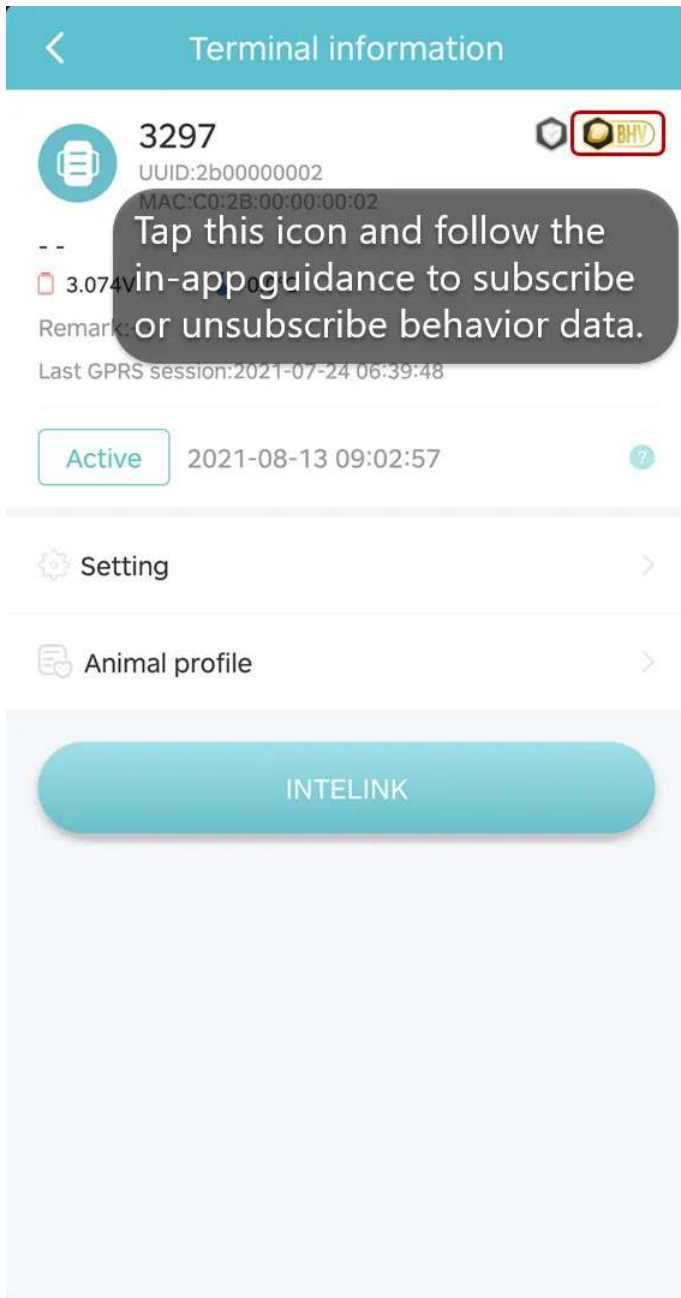 Terminal information
3297
BHV
UUID:2b00000002
MAC:C0:2B:00:00:00:02
Tap this icon and follow the
in-app guidance to subscribe
or unsubscribe behavior data.
- -
3.074V
Remark:
Last GPRS session:2021-07-24 06:39:48
Active 2021-08-13 09:02:57 ?
Setting
Animal profile
INTELINK